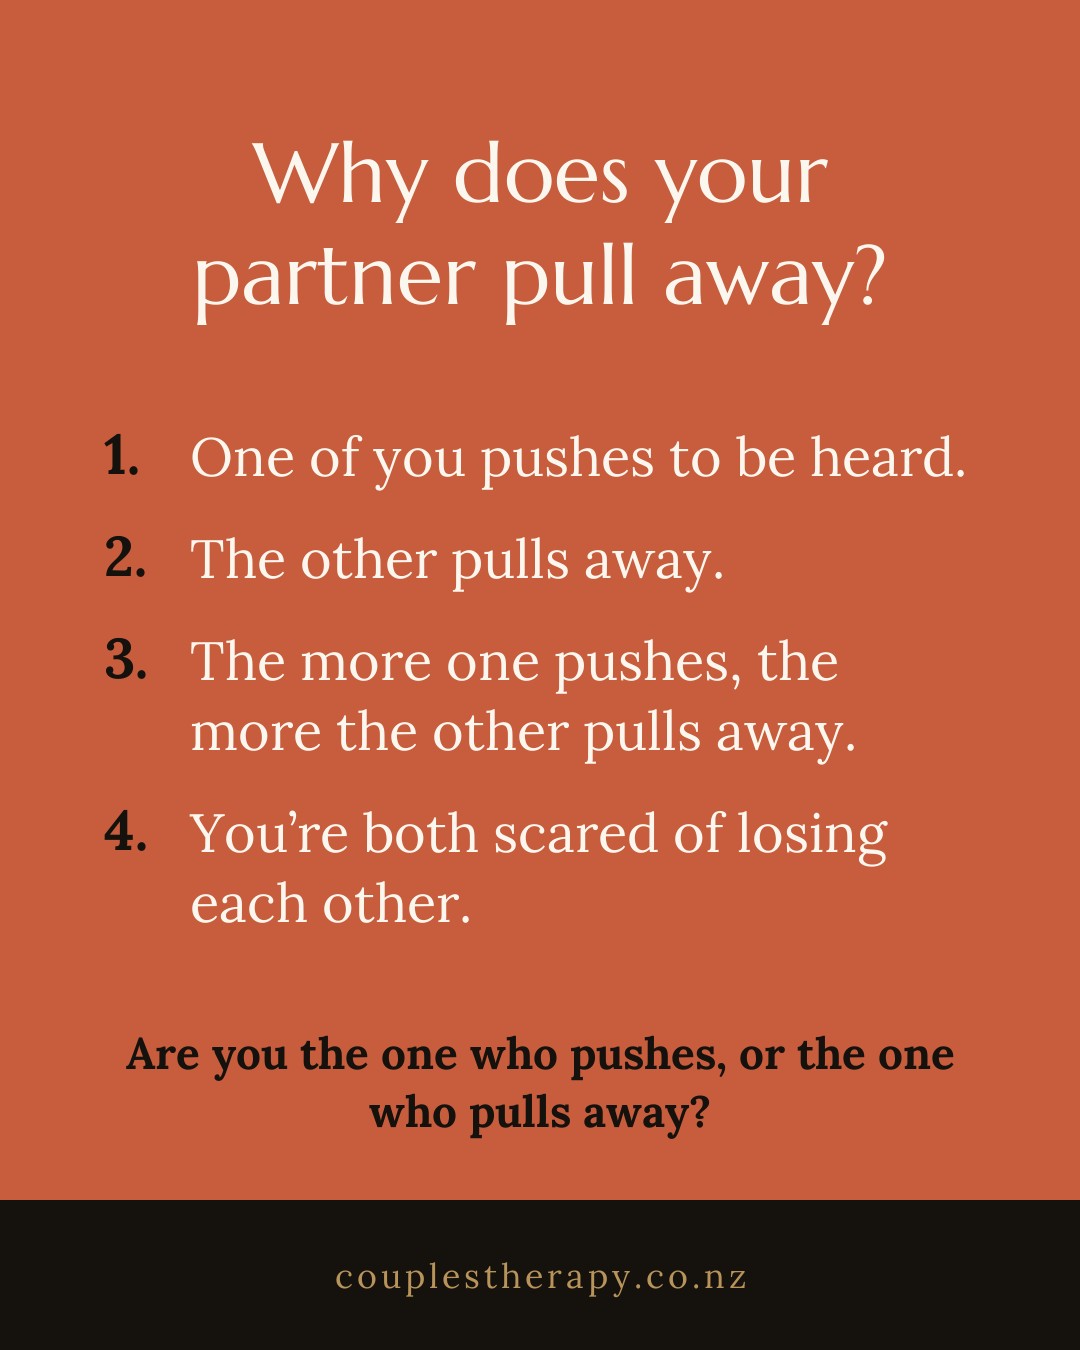 Why does your
partner pull away?
1. One of you pushes to be heard.
2. The other pulls away.
3. The more one pushes, the
more the other pulls away.
4. You’re both scared of losing
each other.
Are you the one who pushes, or the one
who pulls away?
couplestherapy.co.nz